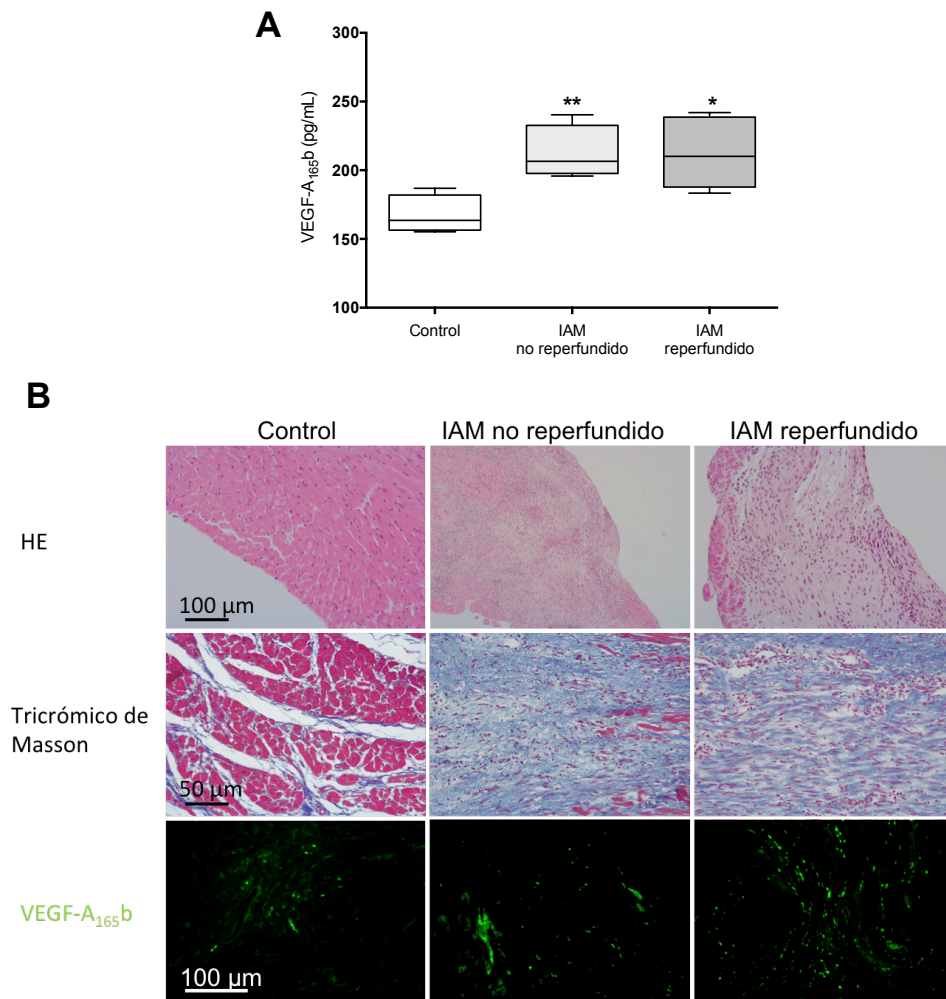 A
300
250
200
150
100
VEGF-A₁₆₅b (pg/mL)
**
*
Control
IAM
no reperfundido
IAM
reperfundido
B
Control
IAM no reperfundido
IAM reperfundido
HE
100 µm
Tricrómico de
Masson
50 µm
VEGF-A₁₆₅b
100 µm